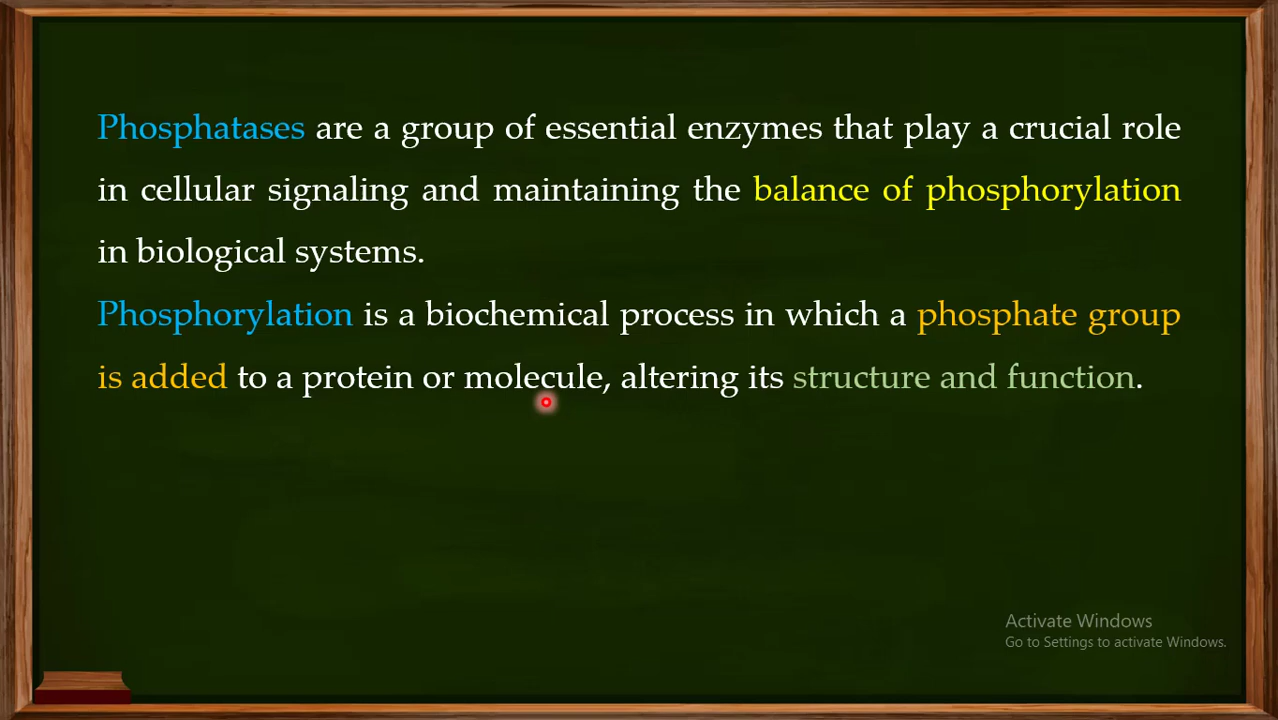 Phosphatases are a group of essential enzymes that play a crucial role
in cellular signaling and maintaining the balance of phosphorylation
in biological systems.
Phosphorylation is a biochemical process in which a phosphate group
is added to a protein or molecule, altering its structure and function.
Activate Windows
Go to Settings to activate Windows.